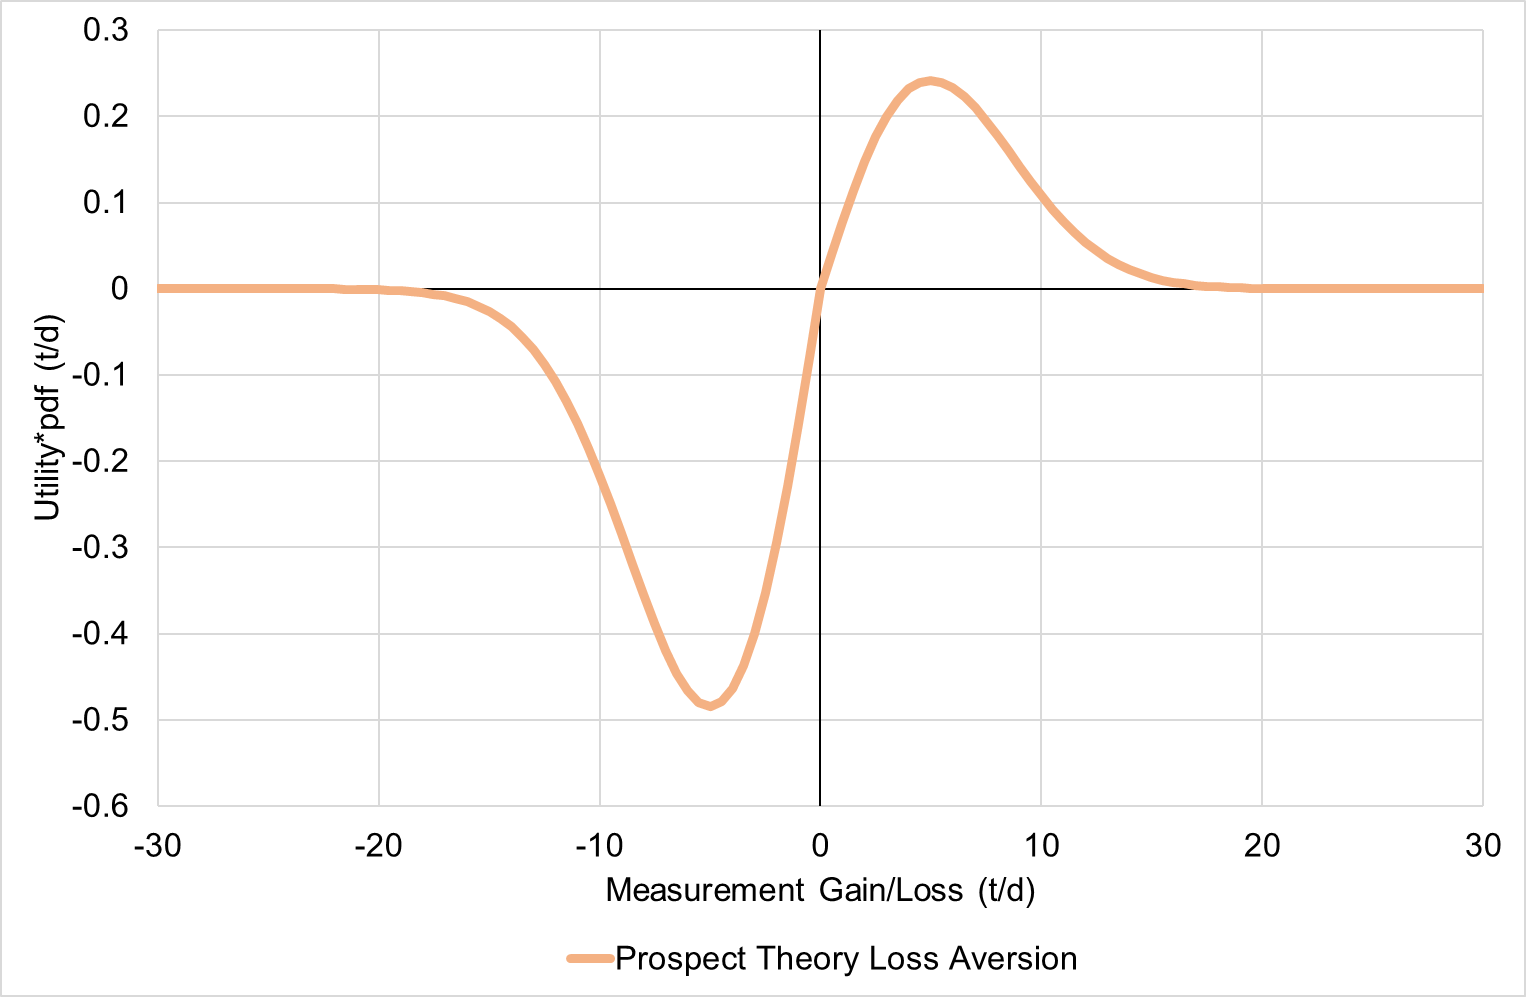 0.3
0.2
0.1
0
-0.1
-0.2
-0.3
-0.4
-0.5
-0.6
Utility*pdf (t/d)
-30 -20 -10 0 10 20 30
Measurement Gain/Loss (t/d)
Prospect Theory Loss Aversion